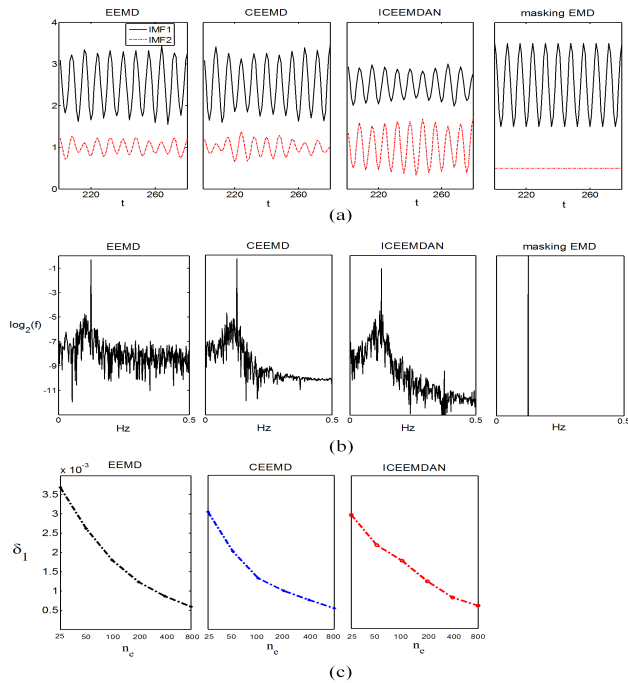 EEMD CEEMD ICEEMDAN masking EMD
IMF1
IMF2
4
3
2
1
0
220 260 220 260 220 260 220 260
t t t t
(a)
EEMD CEEMD ICEEMDAN masking EMD
log2(f)
-1
-3
-5
-7
-9
-11
0 0.5 0 0.5 0 0.5 0 0.5
Hz Hz Hz Hz
(b)
EEMD CEEMD ICEEMDAN
x 10-3
δ1
3.5
3
2.5
2
1.5
1
0.5
25 50 100 200 400 800 25 50 100 200 400 800 25 50 100 200 400 800
ne ne ne
(c)